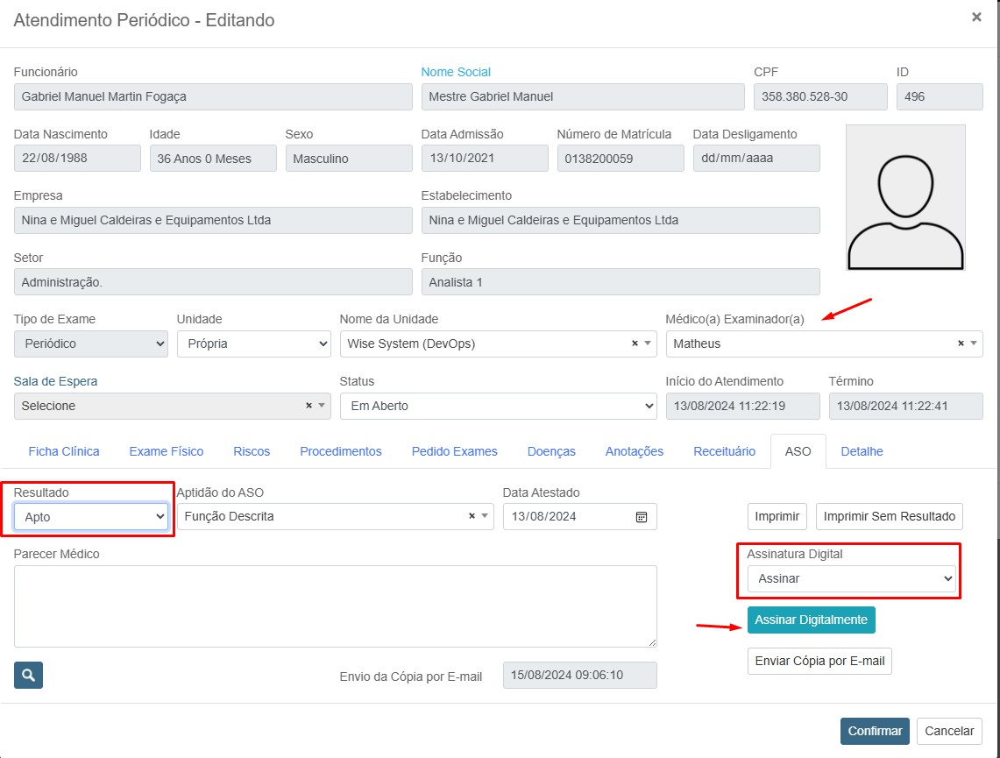 Atendimento Periódico - Editando ×
Funcionário Nome Social CPF ID
Gabriel Manuel Martin Fogaça Mestre Gabriel Manuel 358.380.528-30 496
Data Nascimento Idade Sexo Data Admissão Número de Matrícula Data Desligamento
22/08/1988 36 Anos 0 Meses Masculino 13/10/2021 0138200059 dd/mm/aaaa
Empresa Estabelecimento
Nina e Miguel Caldeiras e Equipamentos Ltda Nina e Miguel Caldeiras e Equipamentos Ltda
Setor Função
Administração. Analista 1
Tipo de Exame Unidade Nome da Unidade Médico(a) Examinador(a)
Periódico Própria Wise System (DevOps) × Matheus ×
Sala de Espera Status Início do Atendimento Término
Selecione × Em Aberto 13/08/2024 11:22:19 13/08/2024 11:22:41
Ficha Clínica Exame Físico Riscos Procedimentos Pedido Exames Doenças Anotações Receituário ASO Detalhe
Resultado Aptidão do ASO Data Atestado
Apto Função Descrita × 13/08/2024 Imprimir Imprimir Sem Resultado
Parecer Médico Assinatura Digital
Assinar
Assinar Digitalmente
Enviar Cópia por E-mail
Envio da Cópia por E-mail 15/08/2024 09:06:10
Confirmar Cancelar